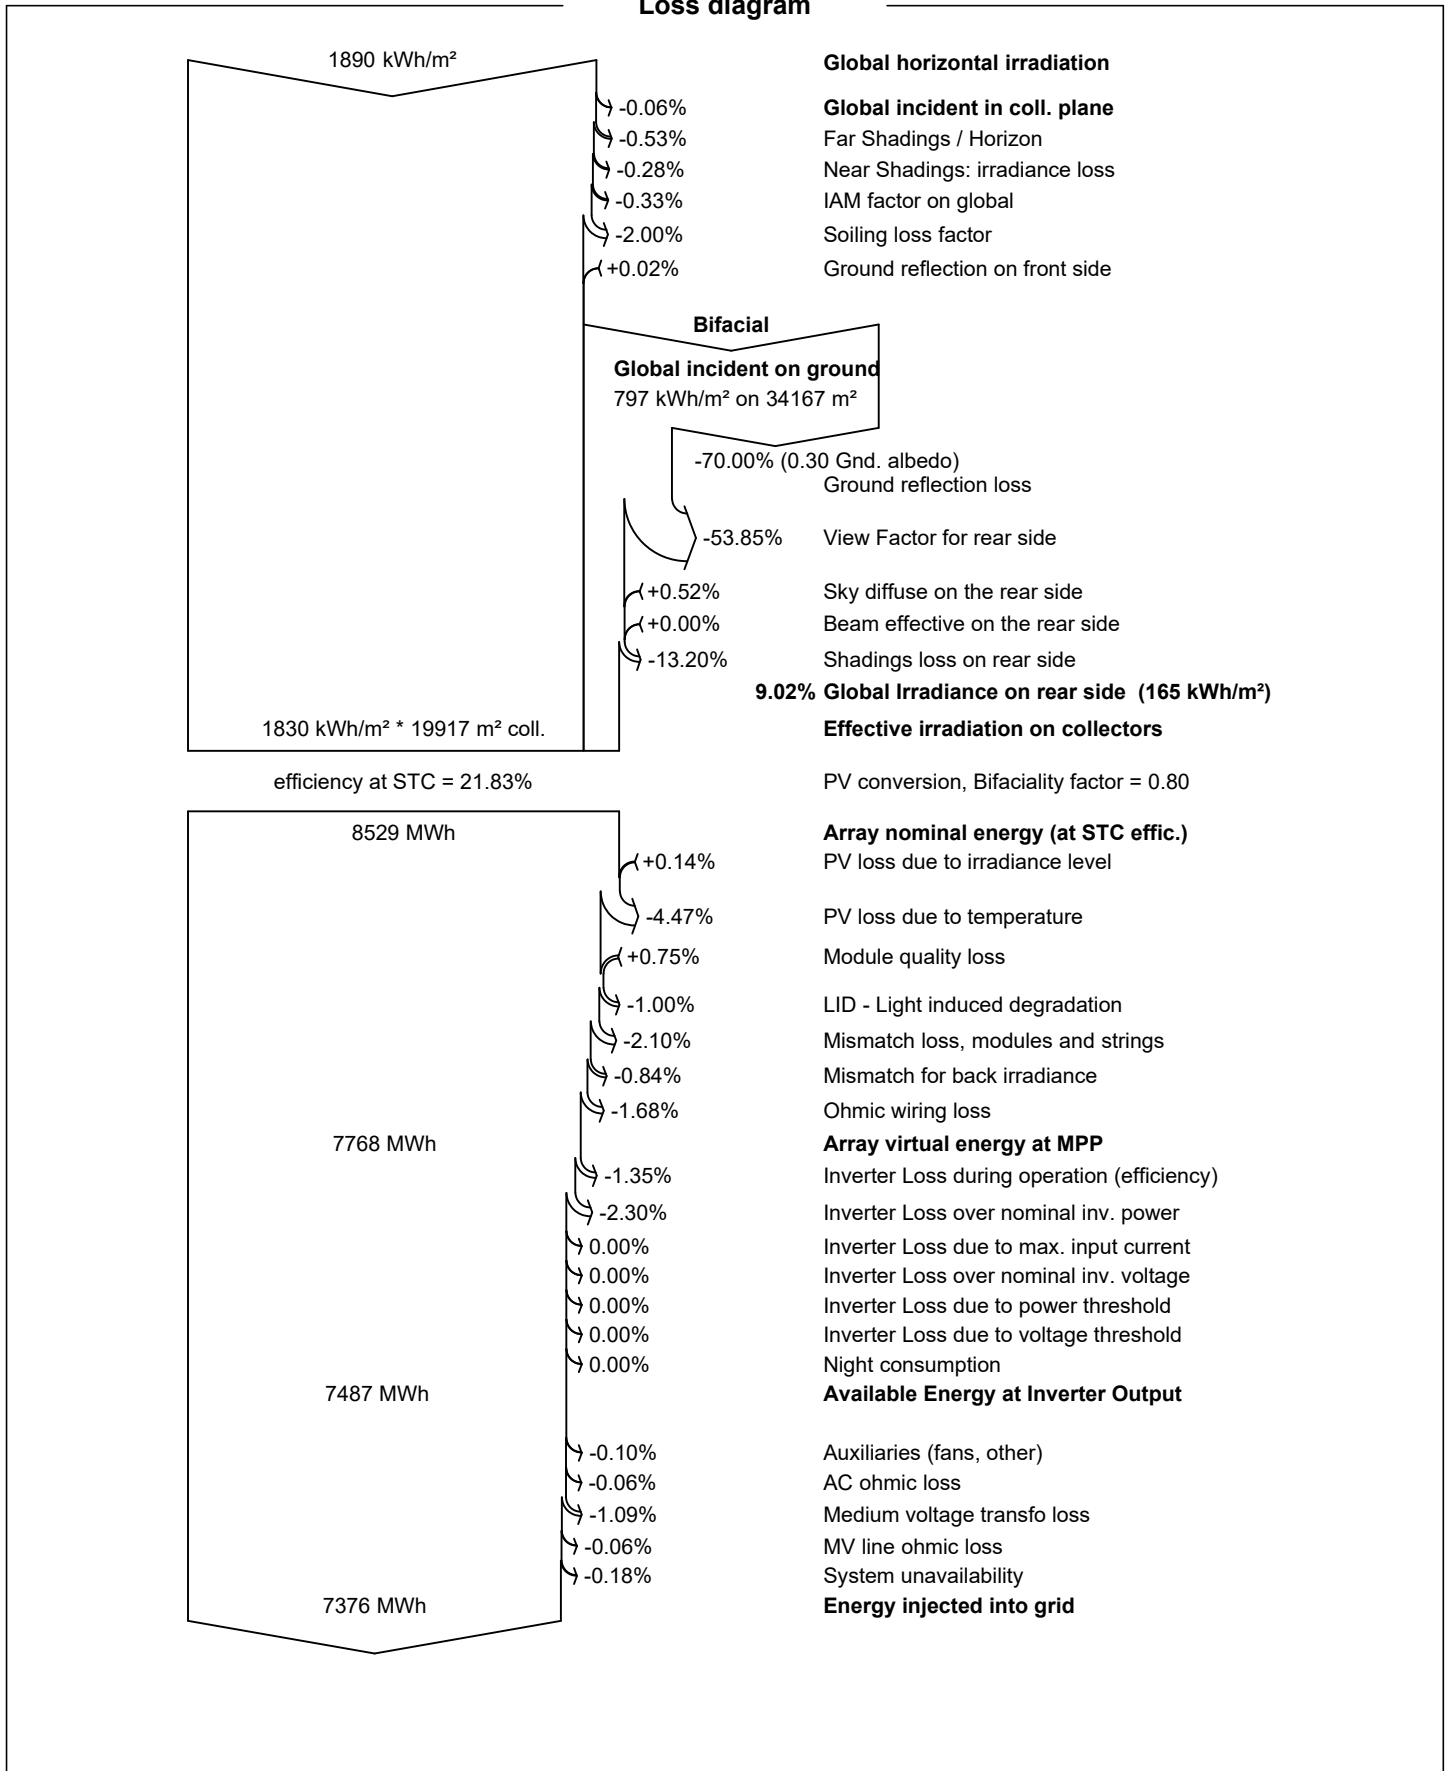 Loss diagram
1890 kWh/m² Global horizontal irradiation
-0.06% Global incident in coll. plane
-0.53% Far Shadings / Horizon
-0.28% Near Shadings: irradiance loss
-0.33% IAM factor on global
-2.00% Soiling loss factor
+0.02% Ground reflection on front side
Bifacial
Global incident on ground
797 kWh/m² on 34167 m²
-70.00% (0.30 Gnd. albedo)
Ground reflection loss
-53.85% View Factor for rear side
+0.52% Sky diffuse on the rear side
+0.00% Beam effective on the rear side
-13.20% Shadings loss on rear side
9.02% Global Irradiance on rear side (165 kWh/m²)
1830 kWh/m² * 19917 m² coll. Effective irradiation on collectors
efficiency at STC = 21.83% PV conversion, Bifaciality factor = 0.80
8529 MWh Array nominal energy (at STC effic.)
+0.14% PV loss due to irradiance level
-4.47% PV loss due to temperature
+0.75% Module quality loss
-1.00% LID - Light induced degradation
-2.10% Mismatch loss, modules and strings
-0.84% Mismatch for back irradiance
-1.68% Ohmic wiring loss
7768 MWh Array virtual energy at MPP
-1.35% Inverter Loss during operation (efficiency)
-2.30% Inverter Loss over nominal inv. power
0.00% Inverter Loss due to max. input current
0.00% Inverter Loss over nominal inv. voltage
0.00% Inverter Loss due to power threshold
0.00% Inverter Loss due to voltage threshold
0.00% Night consumption
7487 MWh Available Energy at Inverter Output
-0.10% Auxiliaries (fans, other)
-0.06% AC ohmic loss
-1.09% Medium voltage transfo loss
-0.06% MV line ohmic loss
-0.18% System unavailability
7376 MWh Energy injected into grid